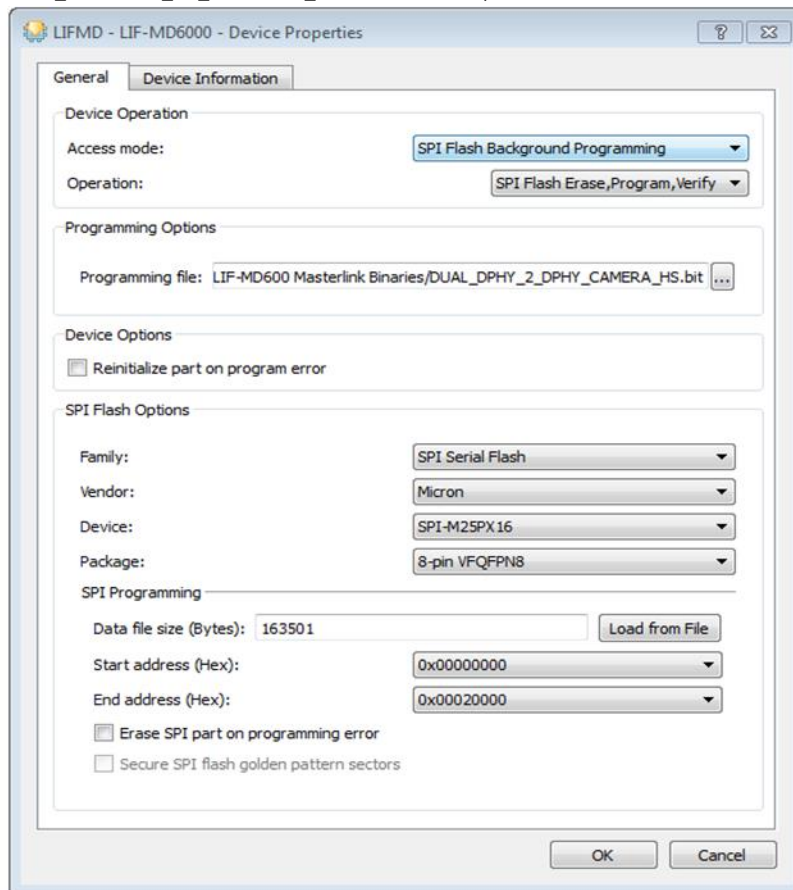 LIFMD - LIF-MD6000 - Device Properties
General Device Information
Device Operation
Access mode: SPI Flash Background Programming
Operation: SPI Flash Erase,Program,Verify
Programming Options
Programming file: LIF-MD600 Masterlink Binaries/DUAL_DPHY_2_DPHY_CAMERA_HS.bit ...
Device Options
Reinitialize part on program error
SPI Flash Options
Family: SPI Serial Flash
Vendor: Micron
Device: SPI-M25PX16
Package: 8-pin VFQFPN8
SPI Programming
Data file size (Bytes): 163501 Load from File
Start address (Hex): 0x00000000
End address (Hex): 0x00020000
Erase SPI part on programming error
Secure SPI flash golden pattern sectors
OK Cancel